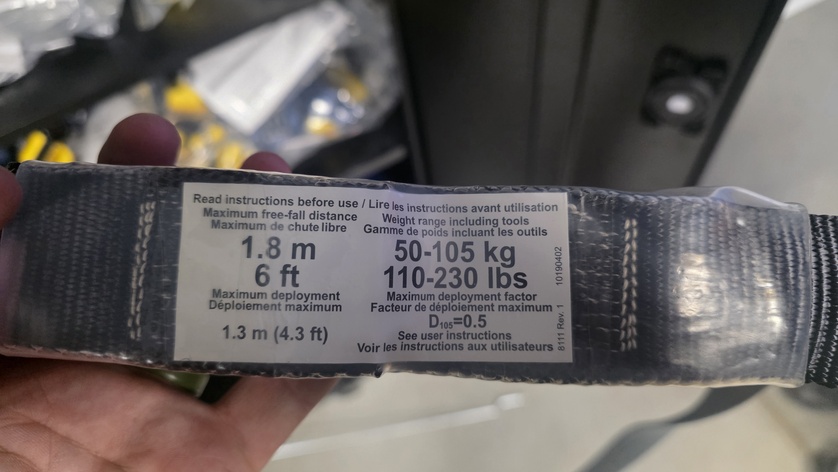 Read instructions before use / Lire les instructions avant utilisation
Maximum free-fall distance
Maximum de chute libre
1.8 m
6 ft
Maximum deployment
Déploiement maximum
1.3 m (4.3 ft)
Weight range including tools
Gamme de poids incluant les outils
50-105 kg
110-230 lbs
Maximum deployment factor
Facteur de déploiement maximum
D105=0.5
See user instructions
Voir les instructions aux utilisateurs
8111 Rev. 1 10190402